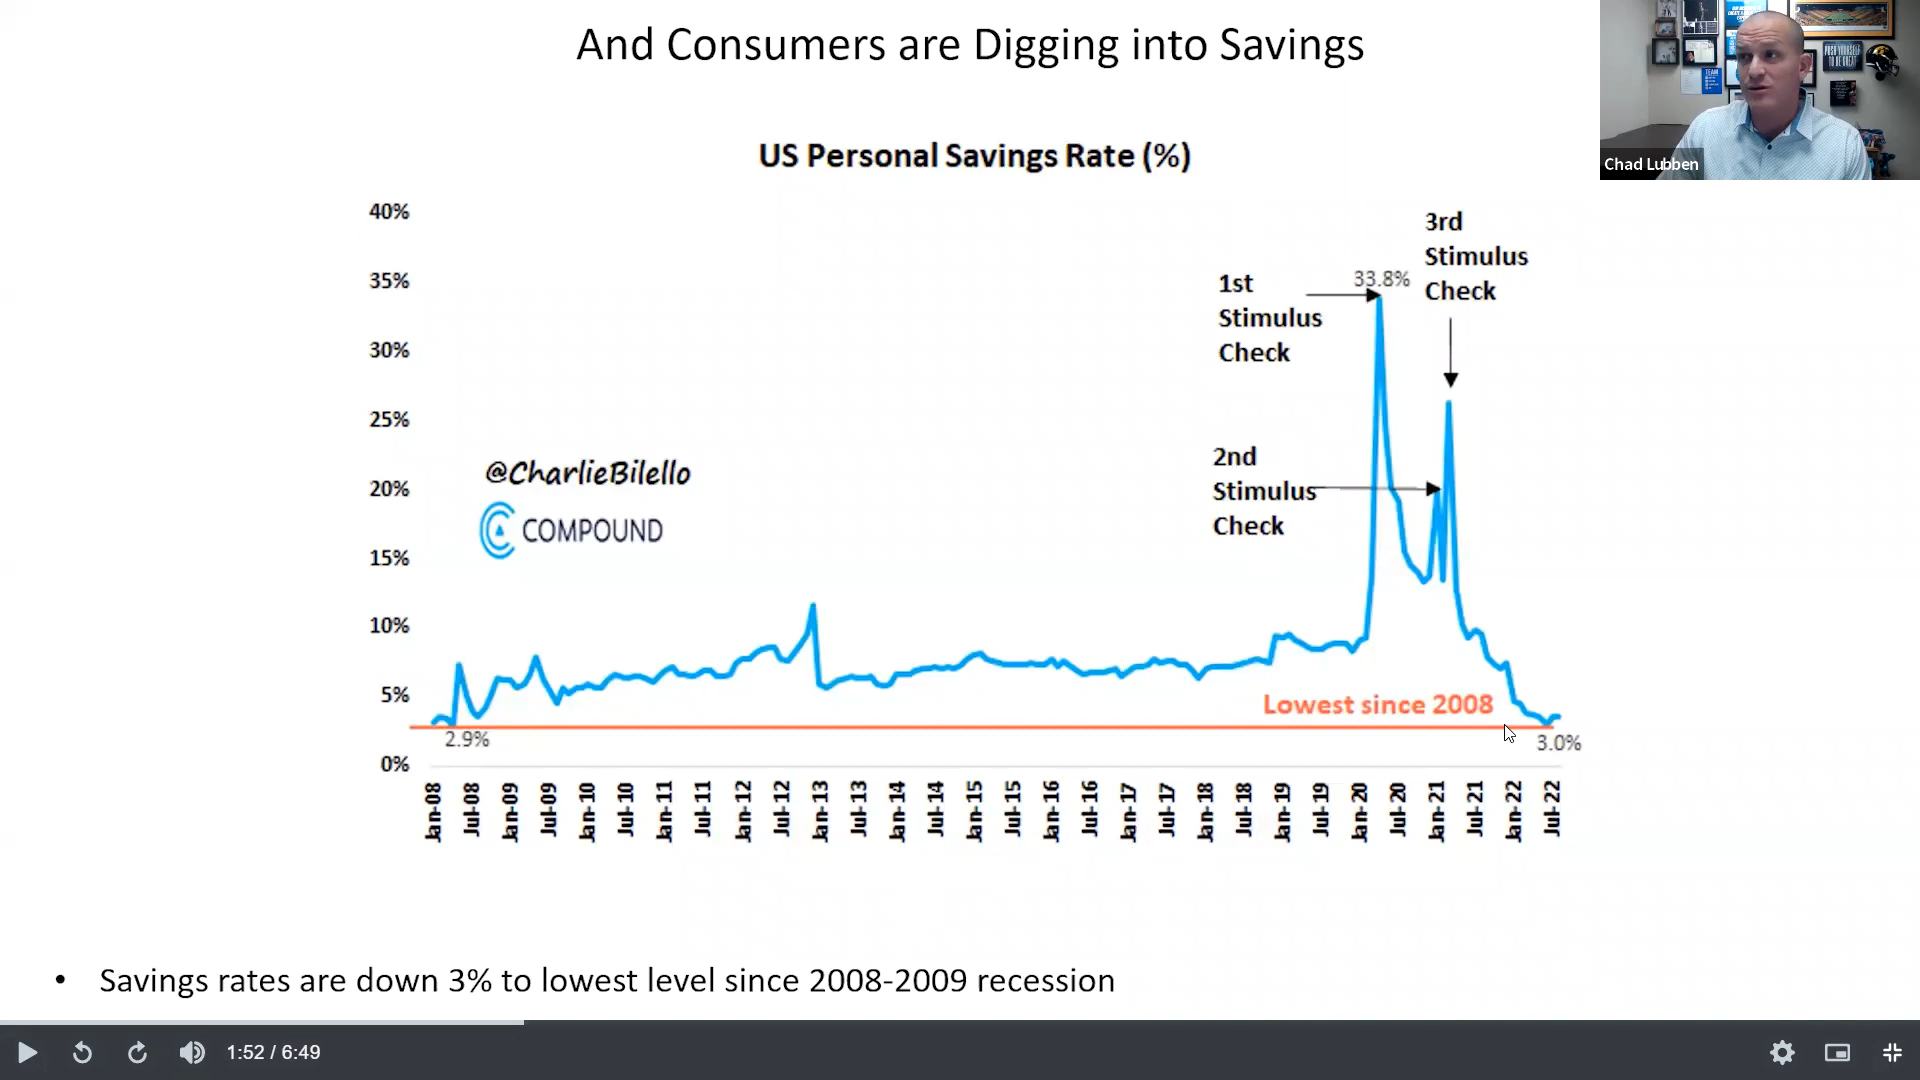 And Consumers are Digging into Savings
Chad Lubben
US Personal Savings Rate (%)
40%
35%
30%
25%
20%
15%
10%
5%
0%
1st
Stimulus
Check
33.8%
3rd
Stimulus
Check
2nd
Stimulus
Check
@CharlieBilello
COMPOUND
Lowest since 2008
2.9%
3.0%
Jan-08
Jul-08
Jan-09
Jul-09
Jan-10
Jul-10
Jan-11
Jul-11
Jan-12
Jul-12
Jan-13
Jul-13
Jan-14
Jul-14
Jan-15
Jul-15
Jan-16
Jul-16
Jan-17
Jul-17
Jan-18
Jul-18
Jan-19
Jul-19
Jan-20
Jul-20
Jan-21
Jul-21
Jan-22
Jul-22
• Savings rates are down 3% to lowest level since 2008-2009 recession
1:52 / 6:49